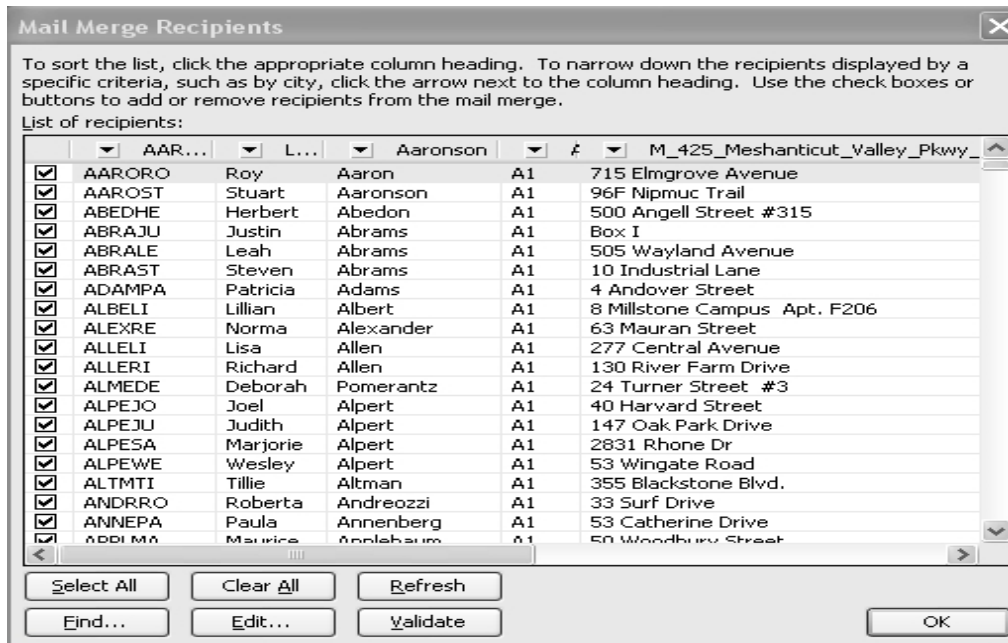 Mail Merge Recipients
To sort the list, click the appropriate column heading. To narrow down the recipients displayed by a
specific criteria, such as by city, click the arrow next to the column heading. Use the check boxes or
buttons to add or remove recipients from the mail merge.
List of recipients:
AAR... L... Aaronson M_425_Meshanticut_Valley_Pkwy_
AARORO Roy Aaron A1 715 Elmgrove Avenue
AAROST Stuart Aaronson A1 96F Nipmuc Trail
ABEDHE Herbert Abedon A1 500 Angell Street #315
ABRAJU Justin Abrams A1 Box I
ABRALE Leah Abrams A1 505 Wayland Avenue
ABRAST Steven Abrams A1 10 Industrial Lane
ADAMPA Patricia Adams A1 4 Andover Street
ALBELI Lillian Albert A1 8 Millstone Campus Apt. F206
ALEXRE Norma Alexander A1 63 Mauran Street
ALLELI Lisa Allen A1 277 Central Avenue
ALLERI Richard Allen A1 130 River Farm Drive
ALMEDE Deborah Pomerantz A1 24 Turner Street #3
ALPEJO Joel Alpert A1 40 Harvard Street
ALPEJU Judith Alpert A1 147 Oak Park Drive
ALPESA Marjorie Alpert A1 2831 Rhone Dr
ALPEWE Wesley Alpert A1 53 Wingate Road
ALTMTI Tillie Altman A1 355 Blackstone Blvd.
ANDRRO Roberta Andreozzi A1 33 Surf Drive
ANNEPA Paula Annenberg A1 53 Catherine Drive
APPLMA Maurice Applebaum A1 50 Woodbury Street
Select All Clear All Refresh
Find... Edit... Validate OK